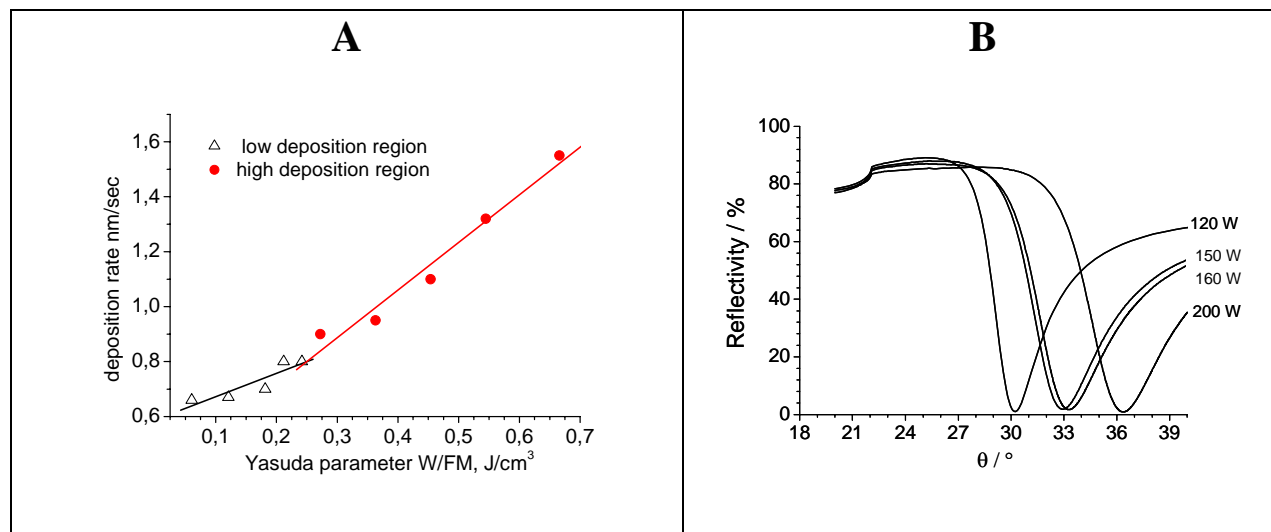 A
deposition rate nm/sec
1,6
1,4
1,2
1,0
0,8
0,6
low deposition region
high deposition region
0,1 0,2 0,3 0,4 0,5 0,6 0,7
Yasuda parameter W/FM, J/cm³
B
Reflectivity / %
100
80
60
40
20
0
120 W
150 W
160 W
200 W
18 21 24 27 30 33 36 39
θ / °